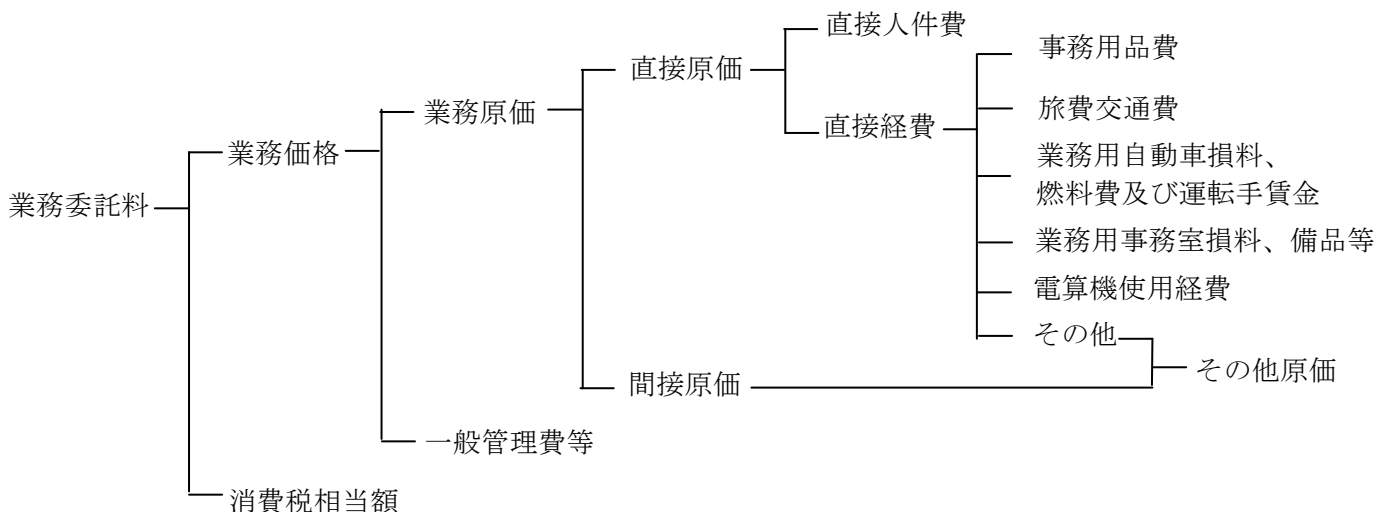 直接人件費
事務用品費
直接原価
旅費交通費
業務原価
直接経費
業務価格
業務用自動車損料、
燃料費及び運転手賃金
業務委託料
業務用事務室損料、備品等
電算機使用経費
その他
その他原価
間接原価
一般管理費等
消費税相当額